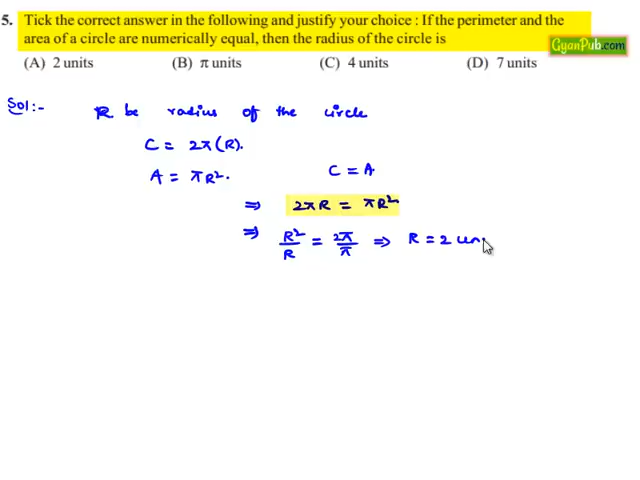 5. Tick the correct answer in the following and justify your choice : If the perimeter and the
area of a circle are numerically equal, then the radius of the circle is
GyanPub.com
(A) 2 units (B) π units (C) 4 units (D) 7 units
Sol:- R be radius of the circle
C = 2π(R).
A = πR². C = A
⇒ 2πR = πR²
⇒ R²/R = 2π/π ⇒ R = 2 un